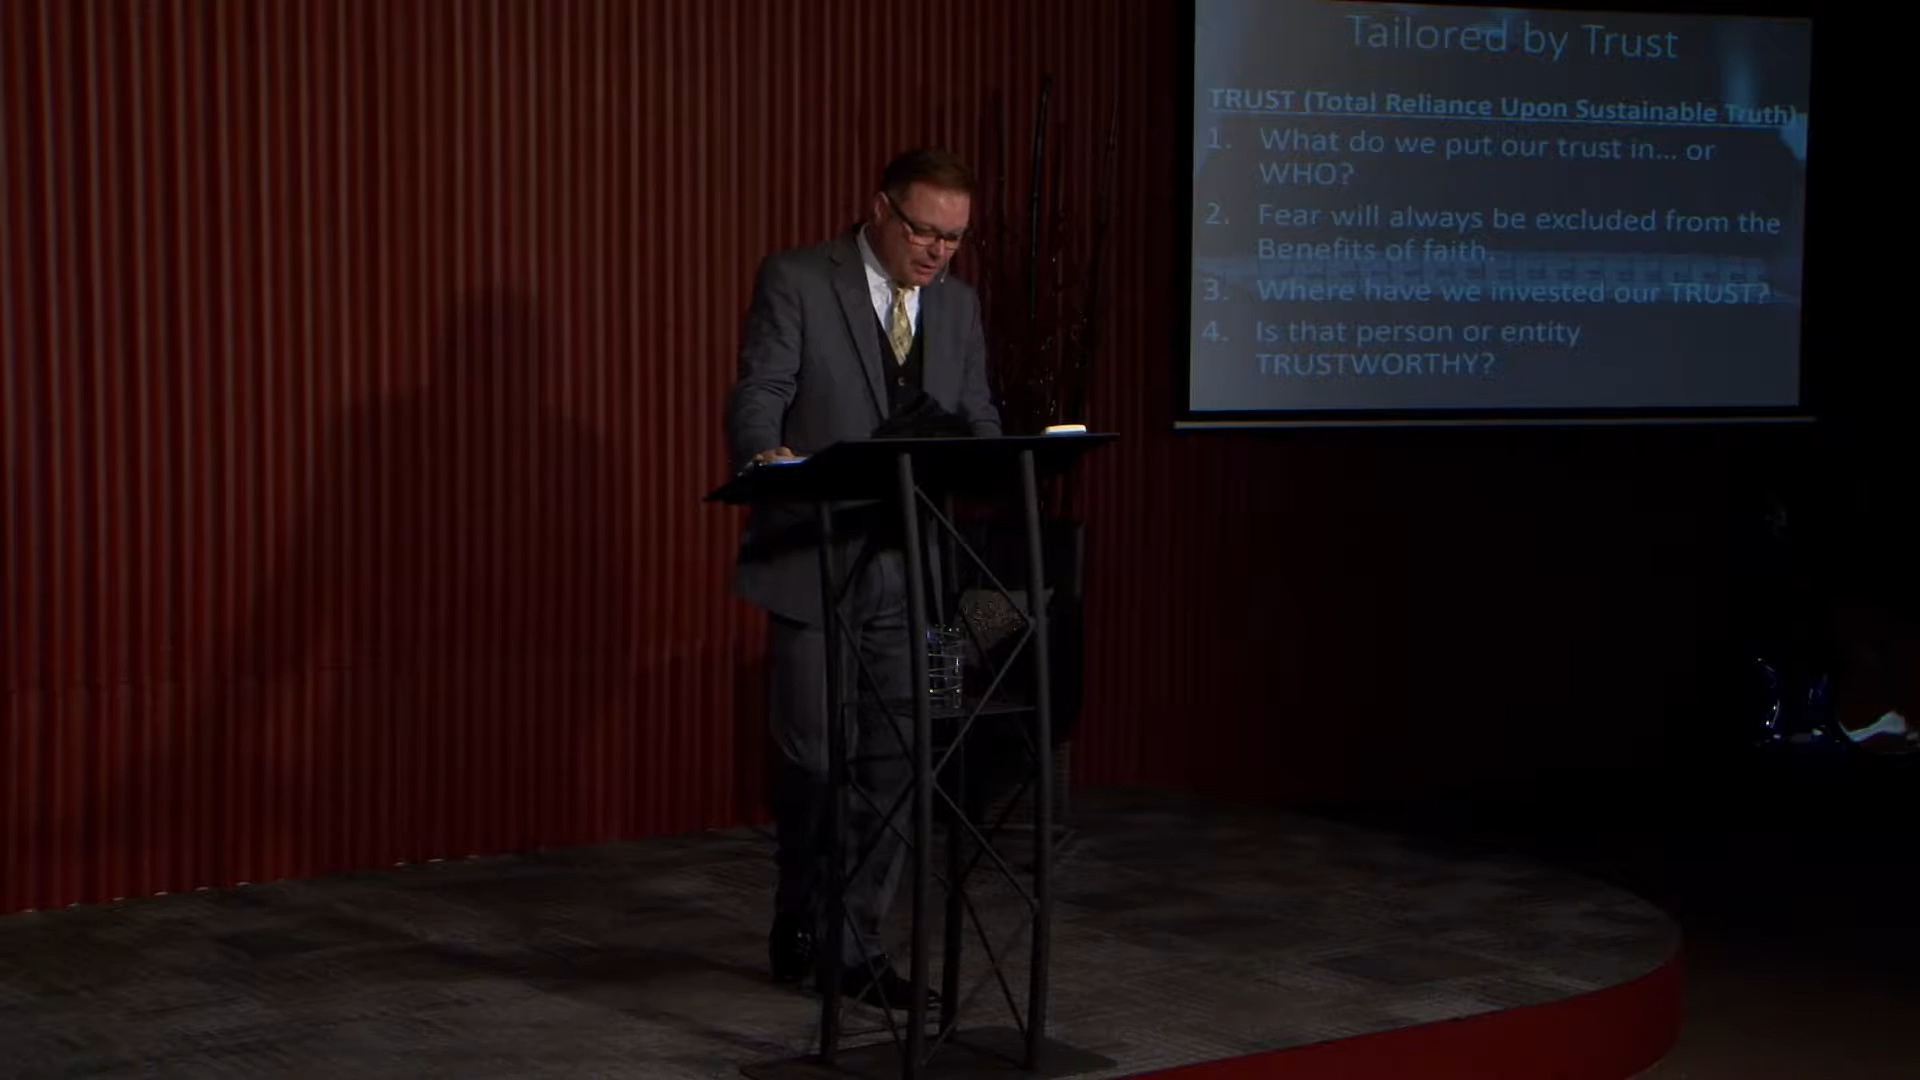 Tailored by Trust
TRUST (Total Reliance Upon Sustainable Truth)
1. What do we put our trust in... or
WHO?
2. Fear will always be excluded from the
Benefits of faith.
3. Where have we invested our TRUST?
4. Is that person or entity
TRUSTWORTHY?